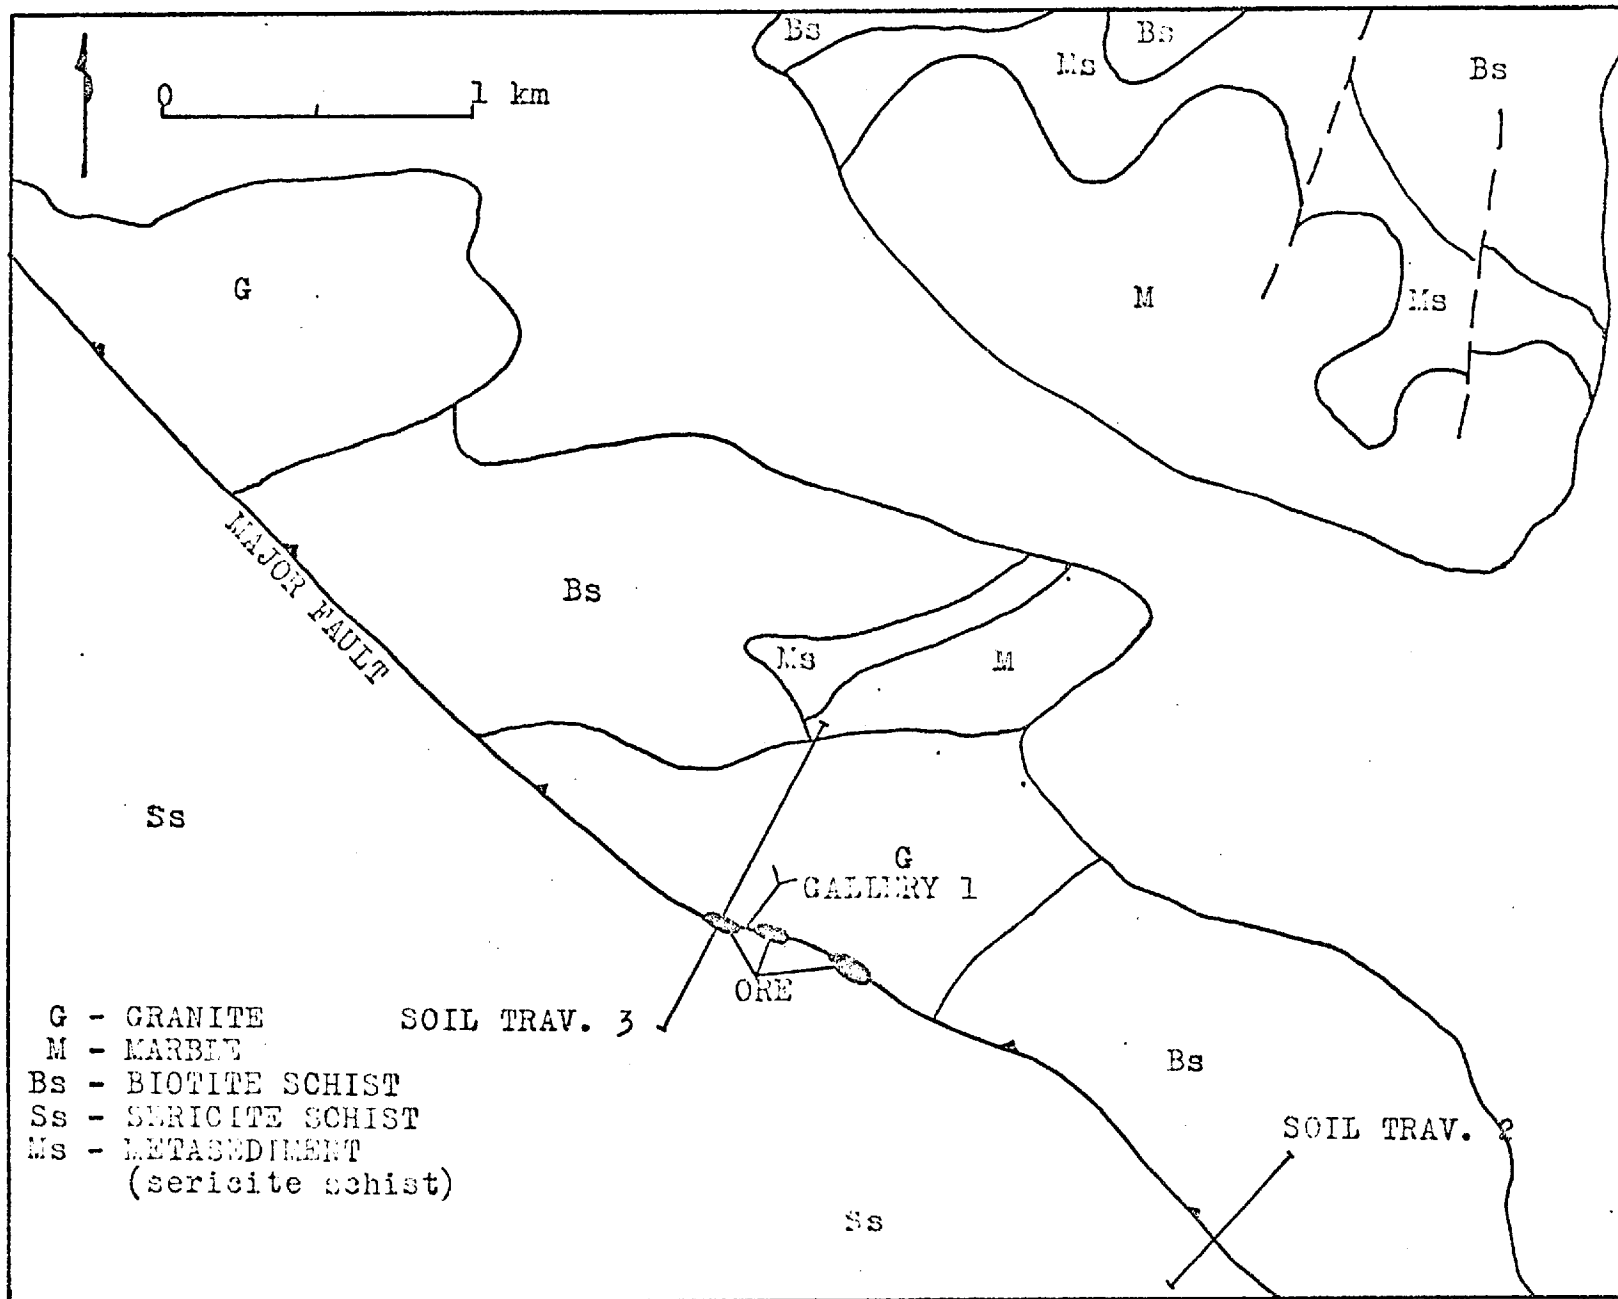 Bs
Bs
Ms
Bs
0 1 km
G
M
Ms
MAJOR FAULT
Bs
Ms
M
Ss
G
GALLERY 1
ORE
SOIL TRAV. 3
G - GRANITE
M - MARBLE
Bs - BIOTITE SCHIST
Ss - SERICITE SCHIST
Ms - METASEDIMENT
(sericite schist)
Bs
SOIL TRAV. 2
Ss